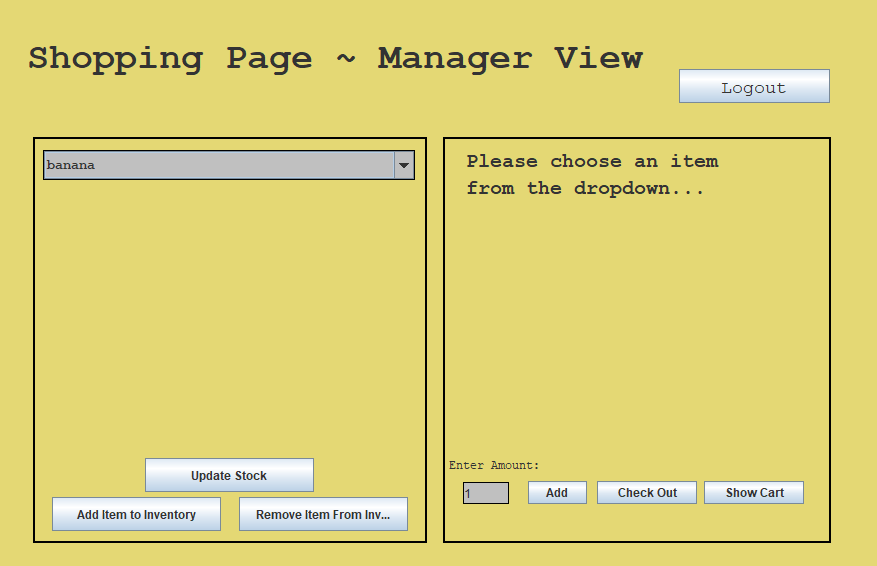 Shopping Page ~ Manager View
Logout
banana
Please choose an item
from the dropdown...
Update Stock
Add Item to Inventory
Remove Item From Inv...
Enter Amount:
1
Add
Check Out
Show Cart